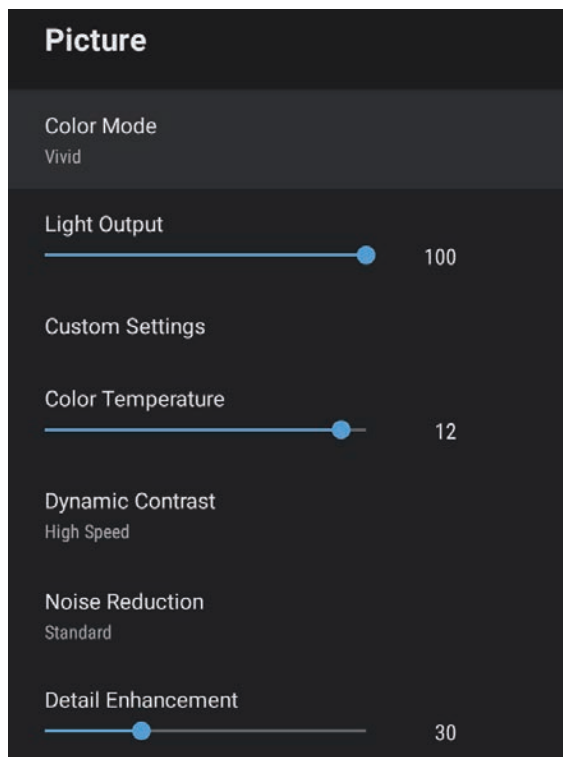 Picture
Color Mode
Vivid
Light Output
100
Custom Settings
Color Temperature
12
Dynamic Contrast
High Speed
Noise Reduction
Standard
Detail Enhancement
30